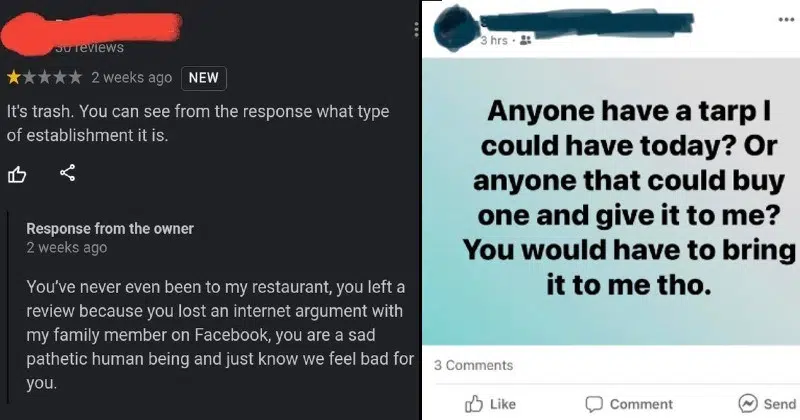 30 reviews
2 weeks ago NEW
It's trash. You can see from the response what type
of establishment it is.
Response from the owner
2 weeks ago
You've never even been to my restaurant, you left a
review because you lost an internet argument with
my family member on Facebook, you are a sad
pathetic human being and just know we feel bad for
you.
3 hrs ·
Anyone have a tarp I
could have today? Or
anyone that could buy
one and give it to me?
You would have to bring
it to me tho.
3 Comments
Like Comment Send